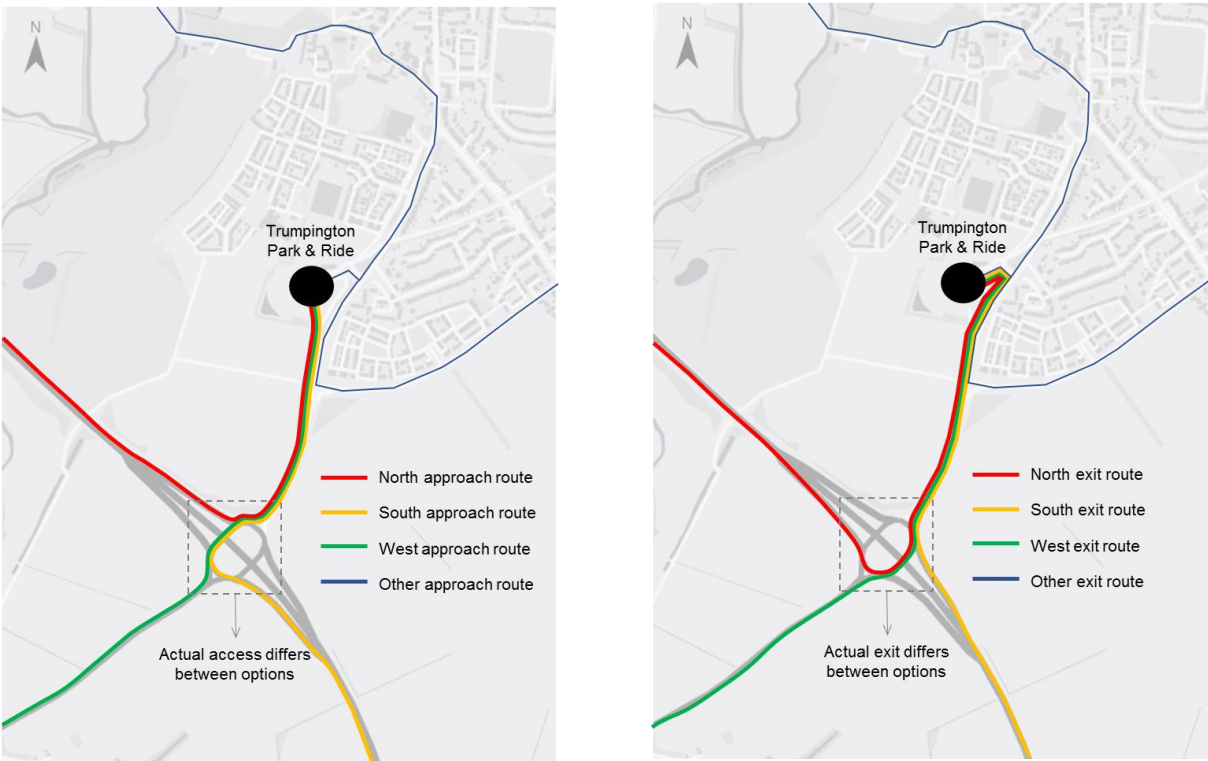 N
Trumpington
Park & Ride
North approach route
South approach route
West approach route
Other approach route
Actual access differs
between options
N
Trumpington
Park & Ride
North exit route
South exit route
West exit route
Other exit route
Actual exit differs
between options